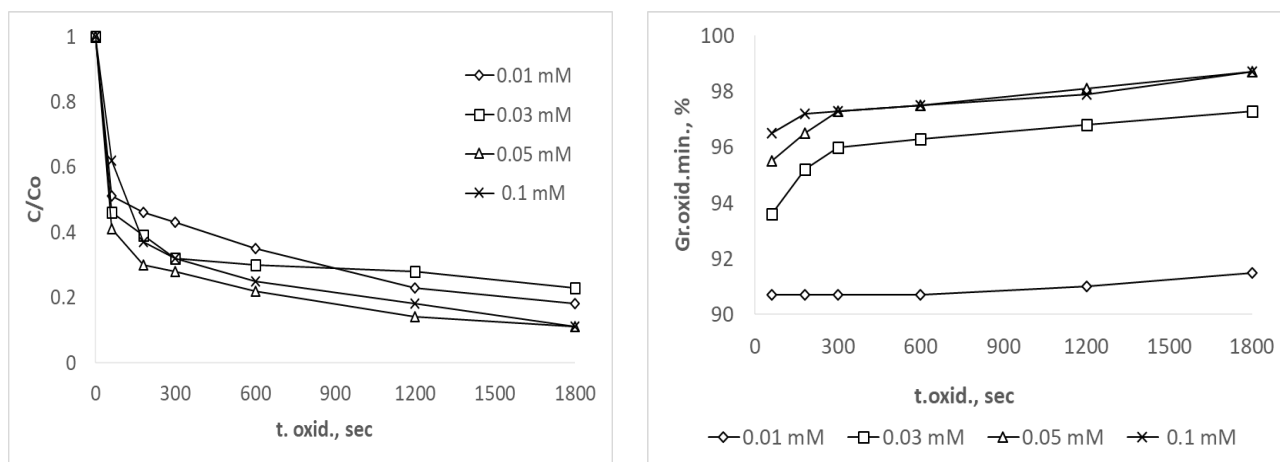 1
0.8
0.6
0.4
0.2
0
C/Co
0.01 mM
0.03 mM
0.05 mM
0.1 mM
0 300 600 900 1200 1500 1800
t. oxid., sec
100
98
96
94
92
90
Gr.oxid.min., %
0 300 600 900 1200 1500 1800
t.oxid., sec
0.01 mM 0.03 mM 0.05 mM 0.1 mM